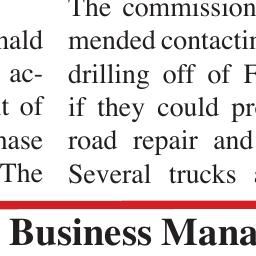 nald
ac-
t of
hase
The
The commission
mended contactin
drilling off of F
if they could pr
road repair and
Several trucks
Business Mana